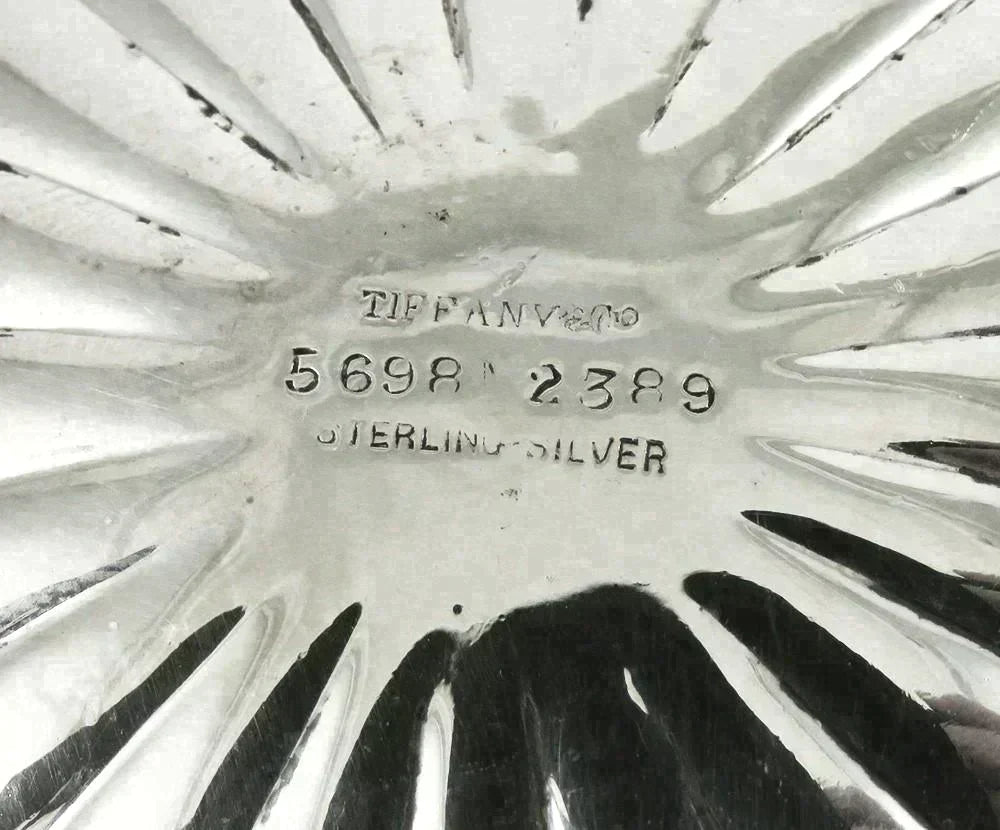 TIFFANY & Co
5698 2389
STERLING-SILVER